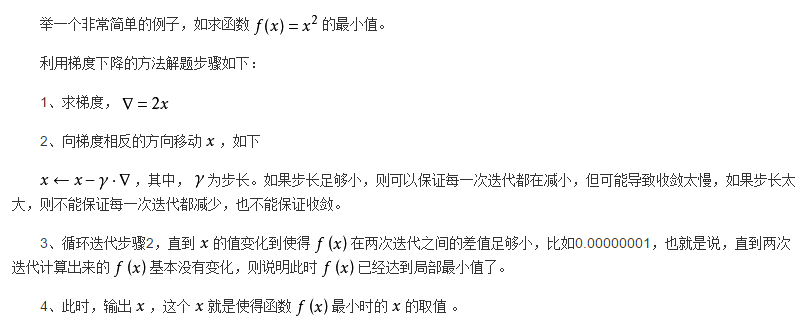 举一个非常简单的例子，如求函数 f(x) = x² 的最小值。
利用梯度下降的方法解题步骤如下：
1、求梯度，∇ = 2x
2、向梯度相反的方向移动 x ，如下
x ← x − γ · ∇ ，其中， γ 为步长。如果步长足够小，则可以保证每一次迭代都在减小，但可能导致收敛太慢，如果步长太
大，则不能保证每一次迭代都减少，也不能保证收敛。
3、循环迭代步骤2，直到 x 的值变化到使得 f (x) 在两次迭代之间的差值足够小，比如0.00000001，也就是说，直到两次
迭代计算出来的 f (x) 基本没有变化，则说明此时 f (x) 已经达到局部最小值了。
4、此时，输出 x ，这个 x 就是使得函数 f (x) 最小时的 x 的取值 。